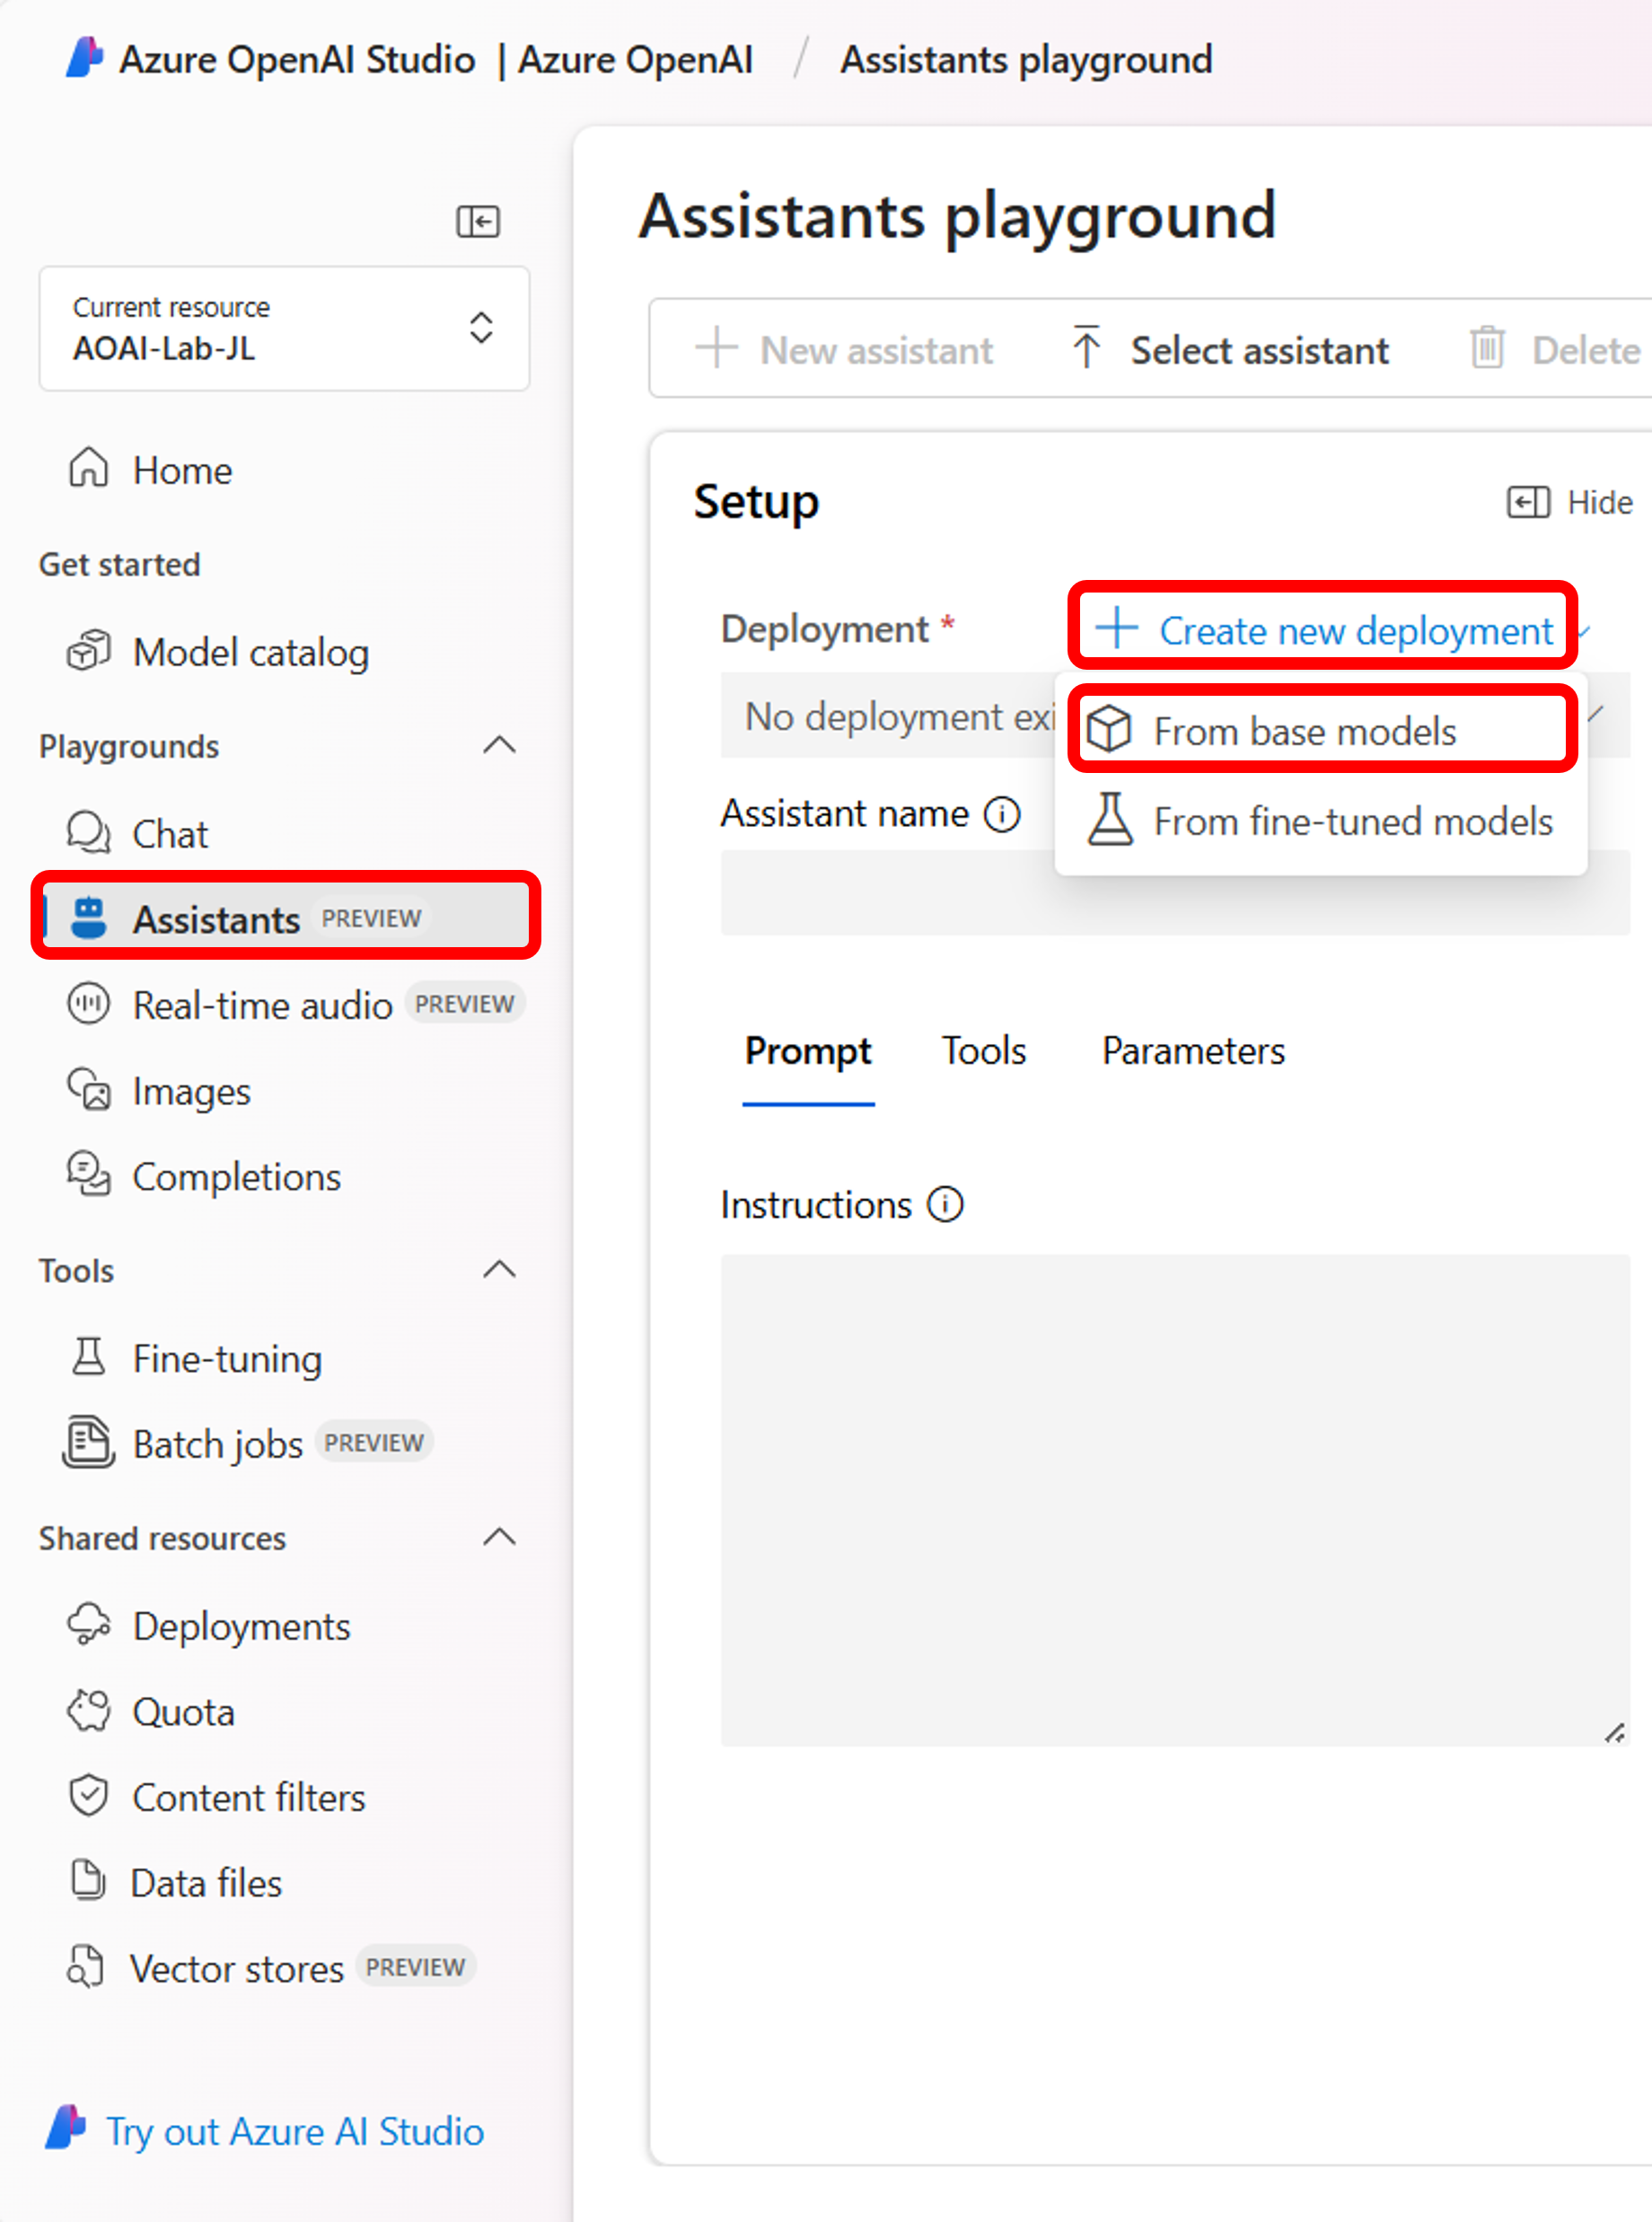 Azure OpenAI Studio | Azure OpenAI / Assistants playground
Current resource
AOAI-Lab-JL
Home
Get started
Model catalog
Playgrounds
Chat
Assistants PREVIEW
Real-time audio PREVIEW
Images
Completions
Tools
Fine-tuning
Batch jobs PREVIEW
Shared resources
Deployments
Quota
Content filters
Data files
Vector stores PREVIEW
Try out Azure AI Studio
Assistants playground
New assistant Select assistant Delete
Setup Hide
Deployment * Create new deployment
No deployment exi
From base models
From fine-tuned models
Assistant name
Prompt Tools Parameters
Instructions